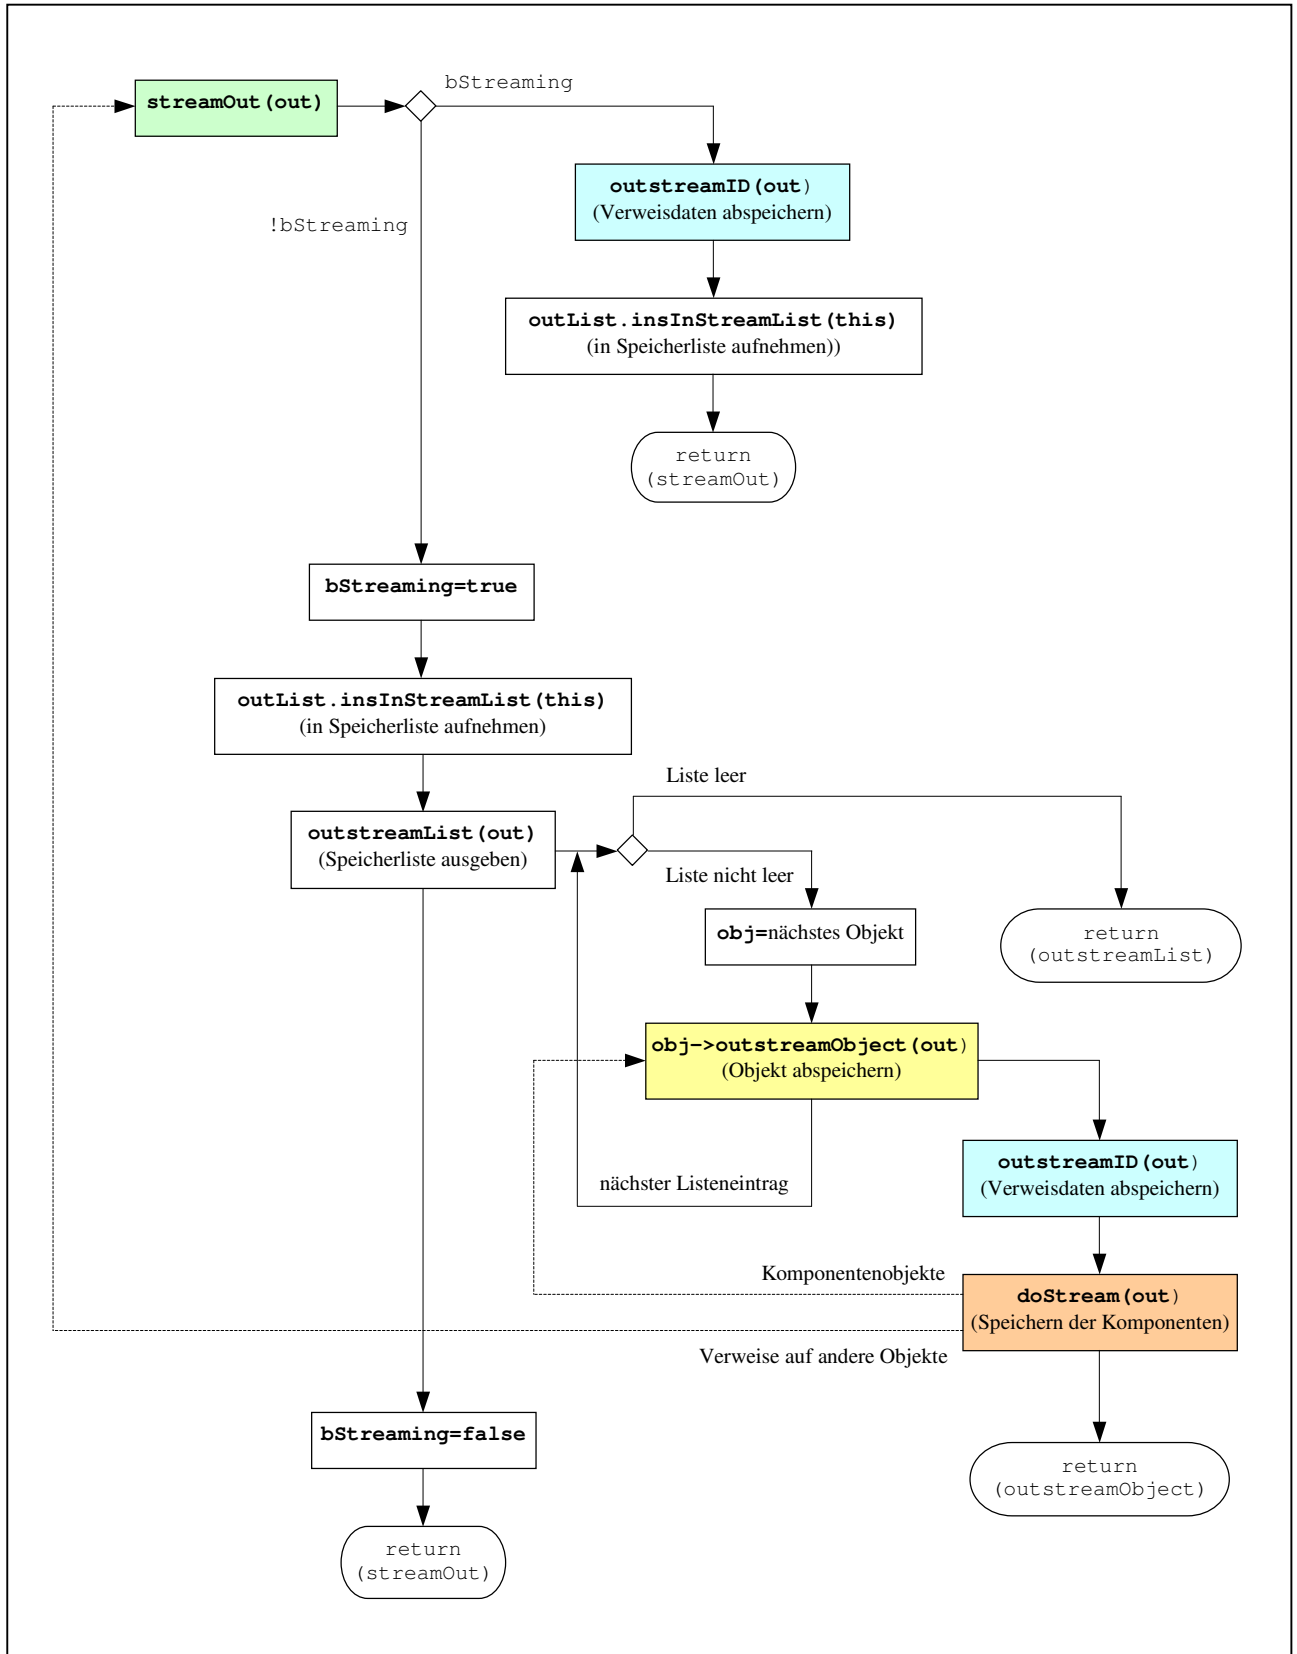 bStreaming
streamOut(out)
outstreamID(out)
(Verweisdaten abspeichern)
!bStreaming
outList.insInStreamList(this)
(in Speicherliste aufnehmen))
return
(streamOut)
bStreaming=true
outList.insInStreamList(this)
(in Speicherliste aufnehmen)
Liste leer
outstreamList(out)
(Speicherliste ausgeben)
Liste nicht leer
obj=nächstes Objekt
return
(outstreamList)
obj->outstreamObject(out)
(Objekt abspeichern)
outstreamID(out)
(Verweisdaten abspeichern)
nächster Listeneintrag
Komponentenobjekte
doStream(out)
(Speichern der Komponenten)
Verweise auf andere Objekte
bStreaming=false
return
(outstreamObject)
return
(streamOut)